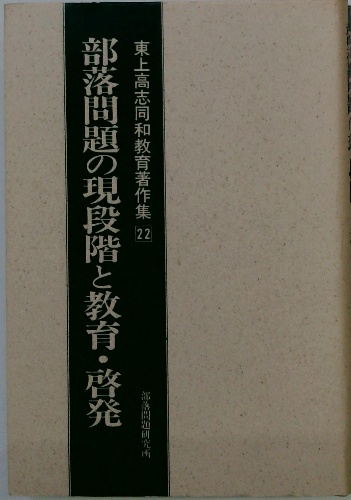 東上高志同和教育著作集 22
部落問題の現段階と教育・啓発
部落問題研究所